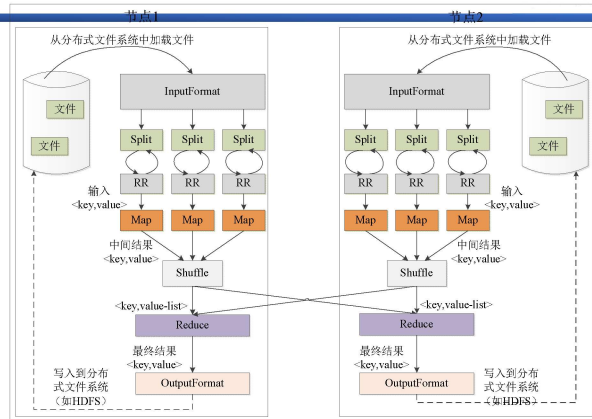 节点1
节点2
从分布式文件系统中加载文件
从分布式文件系统中加载文件
文件
文件
InputFormat
Split Split Split
RR RR RR
输入
<key,value>
Map Map Map
中间结果
<key,value>
Shuffle
<key,value-list>
Reduce
最终结果
<key,value>
写入到分布
式文件系统
（如HDFS）
OutputFormat
InputFormat
文件
文件
Split Split Split
RR RR RR
输入
<key,value>
Map Map Map
中间结果
<key,value>
Shuffle
<key,value-list>
Reduce
最终结果
<key,value>
OutputFormat
写入到分布
式文件系统
（如HDFS）